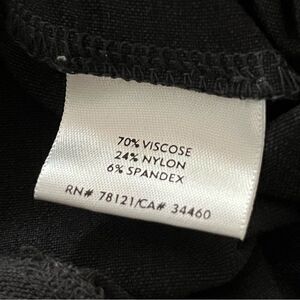 70% VISCOSE
24% NYLON
6% SPANDEX
RN# 78121/CA# 34460